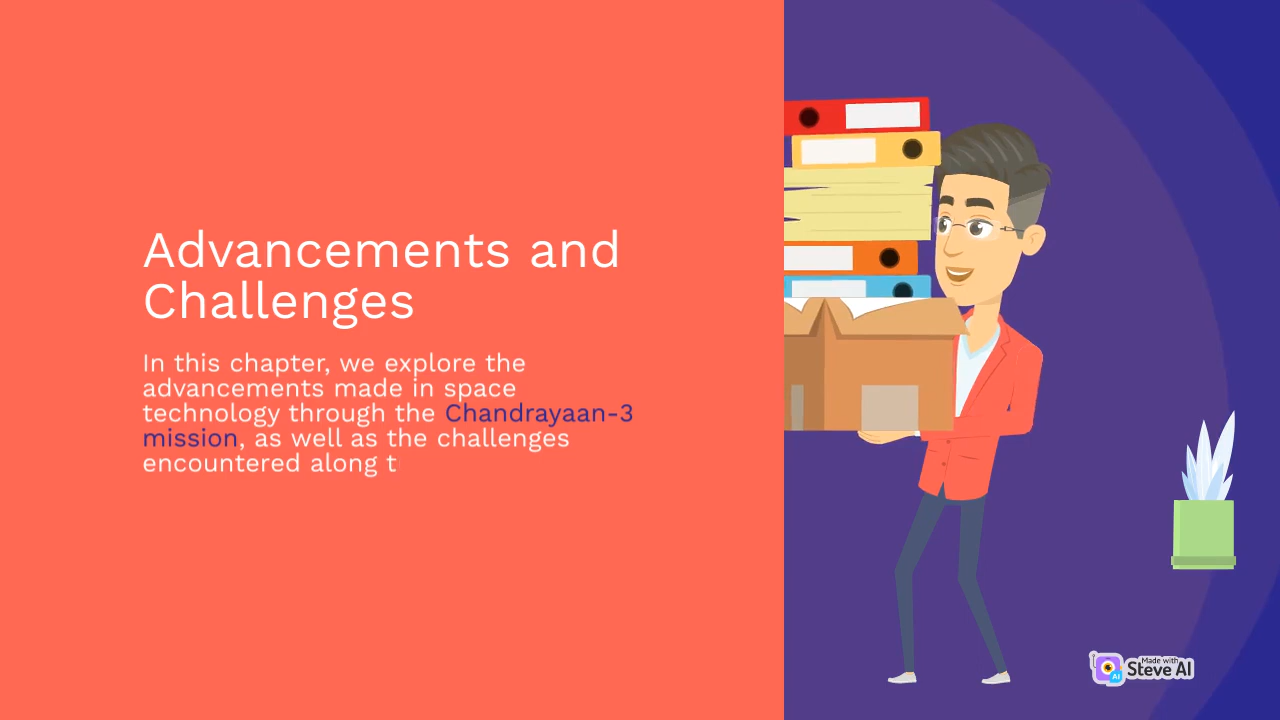 Advancements and
Challenges
In this chapter, we explore the
advancements made in space
technology through the Chandrayaan-3
mission, as well as the challenges
encountered along t
Made with
Steve AI
AI